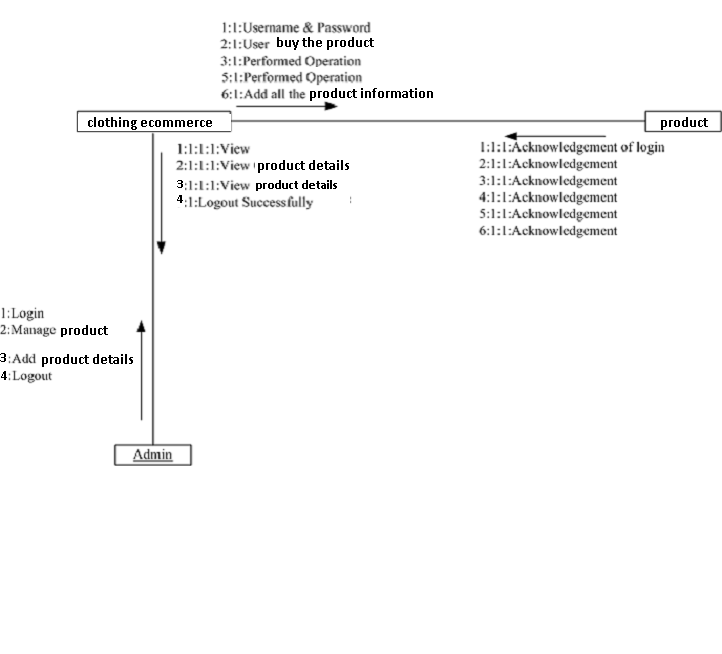 1:1:Username & Password
2:1:User buy the product
3:1:Performed Operation
5:1:Performed Operation
6:1:Add all the product information
clothing ecommerce
product
1:1:1:1:View
2:1:1:1:View product details
3:1:1:1:View product details
4:1:Logout Successfully
1:1:1:Acknowledgement of login
2:1:1:Acknowledgement
3:1:1:Acknowledgement
4:1:1:Acknowledgement
5:1:1:Acknowledgement
6:1:1:Acknowledgement
1:Login
2:Manage product
3:Add product details
4:Logout
Admin